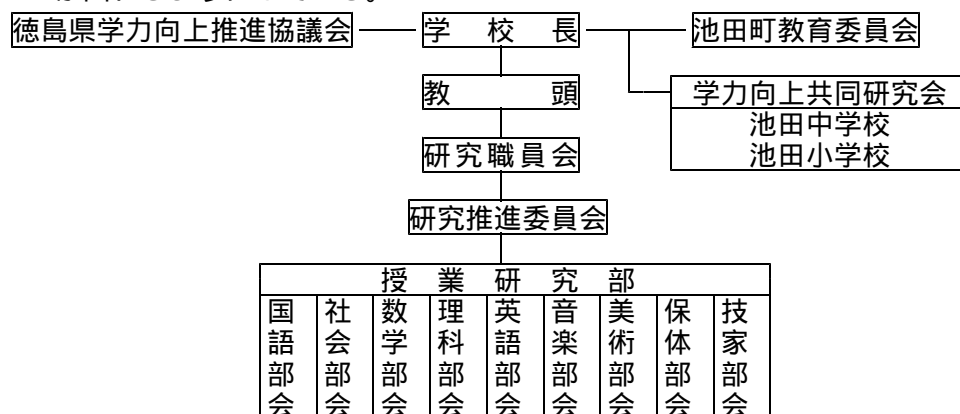 徳島県学力向上推進協議会
学校長
池田町教育委員会
教頭
学力向上共同研究会
池田中学校
池田小学校
研究職員会
研究推進委員会
授業研究部
国語部会
社会部会
数学部会
理科部会
英語部会
音楽部会
美術部会
保体部会
技家部会